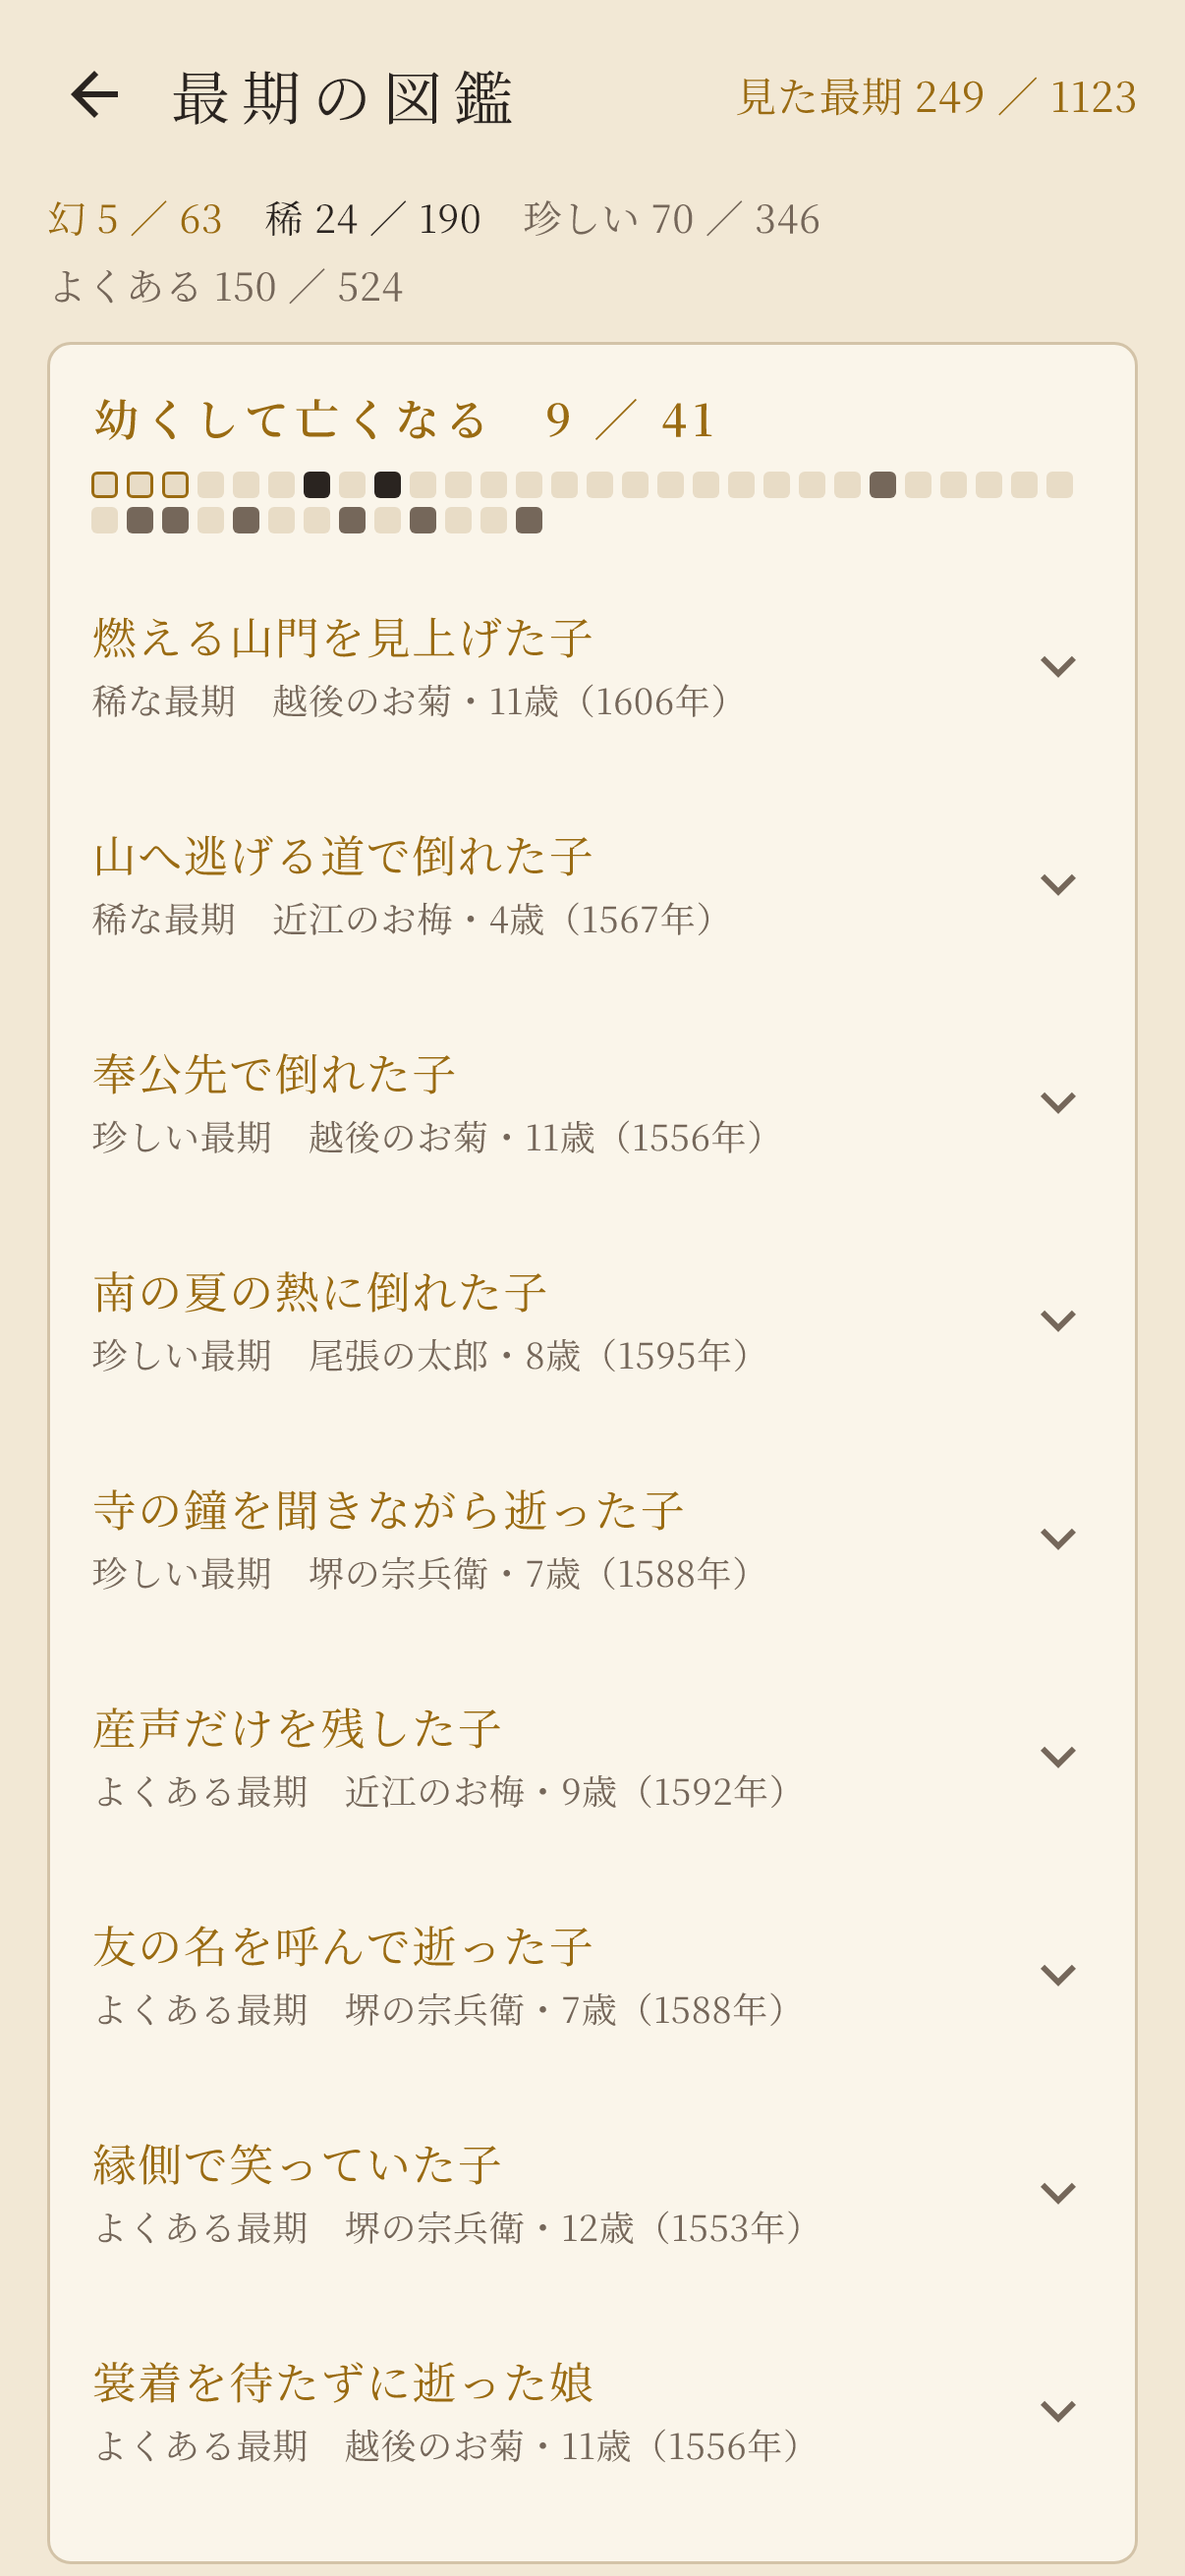 最期の図鑑
見た最期 249 ／ 1123
幻 5 ／ 63　稀 24 ／ 190　珍しい 70 ／ 346
よくある 150 ／ 524
幼くして亡くなる　9 ／ 41
燃える山門を見上げた子
稀な最期　越後のお菊・11歳（1606年）
山へ逃げる道で倒れた子
稀な最期　近江のお梅・4歳（1567年）
奉公先で倒れた子
珍しい最期　越後のお菊・11歳（1556年）
南の夏の熱に倒れた子
珍しい最期　尾張の太郎・8歳（1595年）
寺の鐘を聞きながら逝った子
珍しい最期　堺の宗兵衛・7歳（1588年）
産声だけを残した子
よくある最期　近江のお梅・9歳（1592年）
友の名を呼んで逝った子
よくある最期　堺の宗兵衛・7歳（1588年）
縁側で笑っていた子
よくある最期　堺の宗兵衛・12歳（1553年）
裳着を待たずに逝った娘
よくある最期　越後のお菊・11歳（1556年）